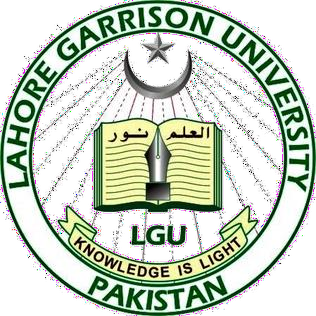 LAHORE GARRISON UNIVERSITY
العلم نور
LGU
KNOWLEDGE IS LIGHT
PAKISTAN